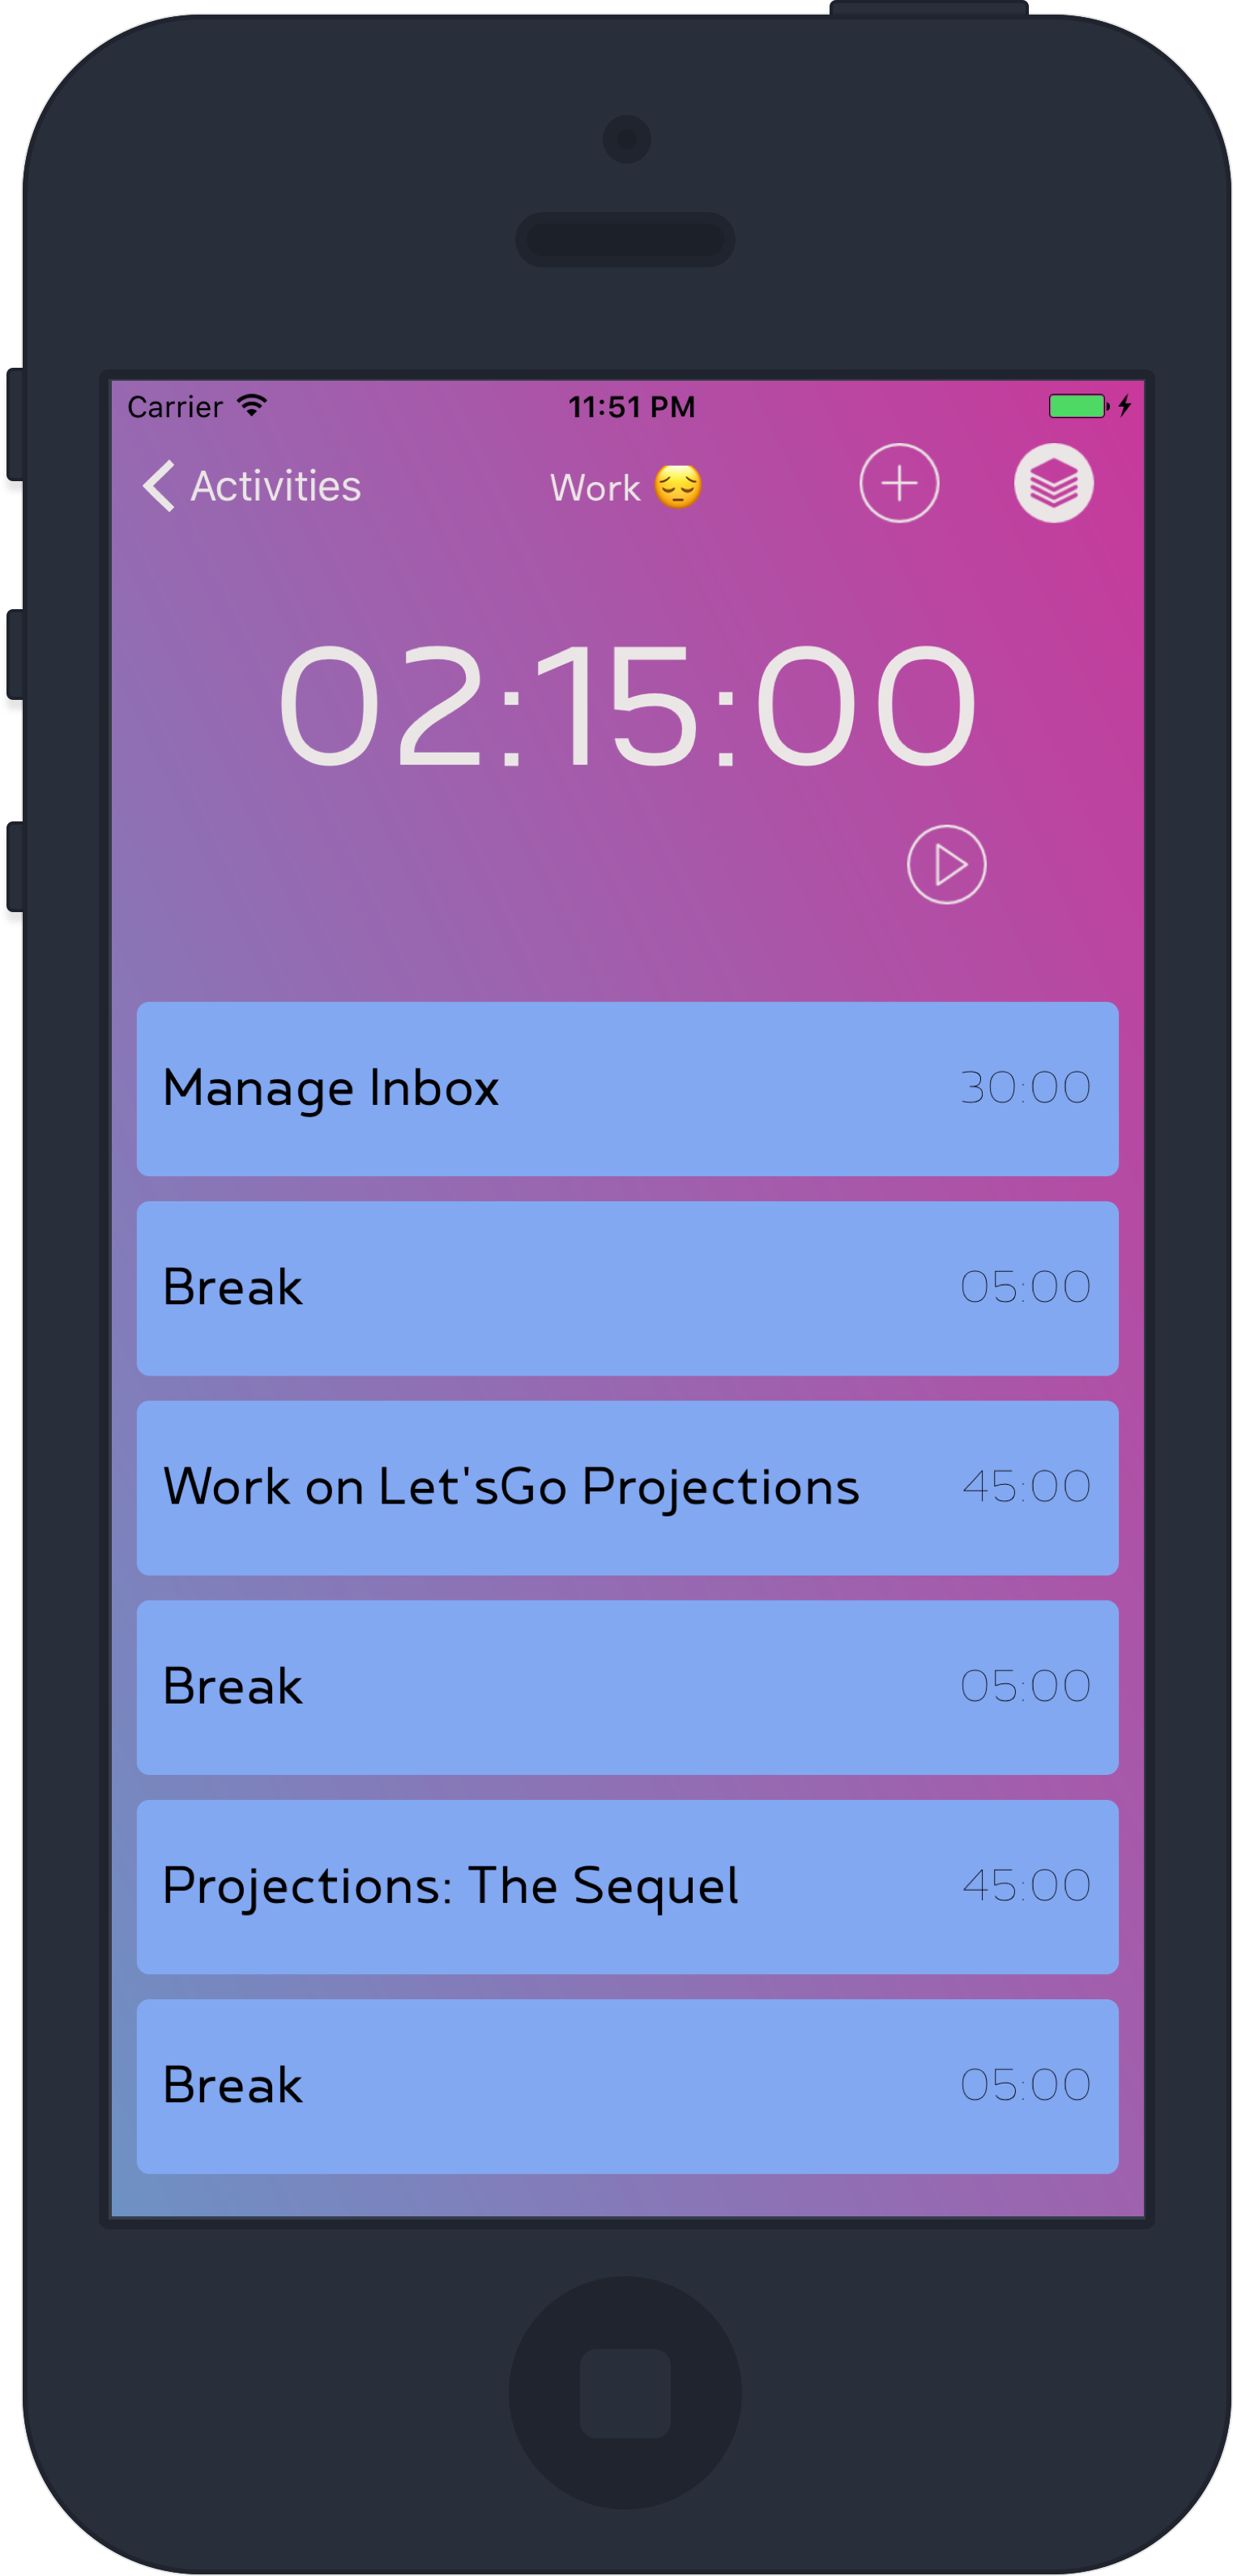 Carrier 11:51 PM
Activities Work 😔
02:15:00
Manage Inbox 30:00
Break 05:00
Work on Let'sGo Projections 45:00
Break 05:00
Projections: The Sequel 45:00
Break 05:00